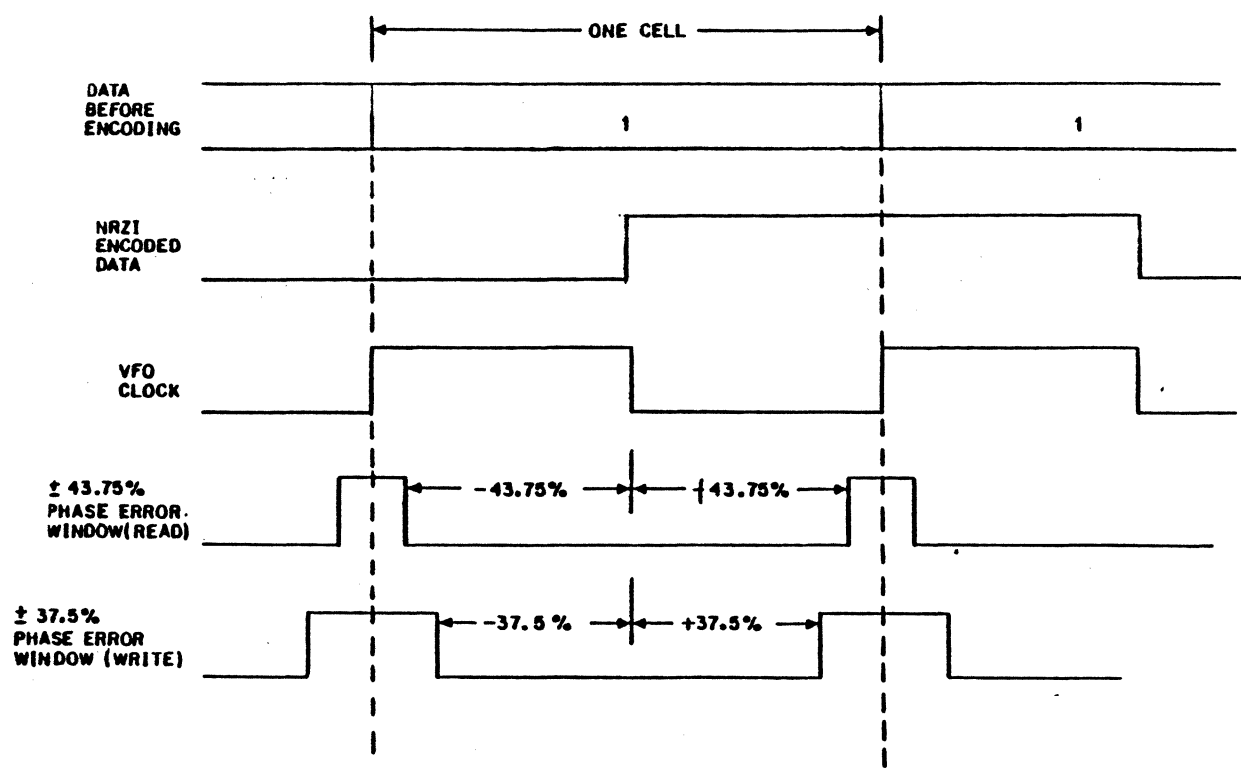 ONE CELL
DATA
BEFORE
ENCODING
1
1
NRZI
ENCODED
DATA
VFO
CLOCK
± 43.75%
PHASE ERROR.
WINDOW(READ)
-43.75%
+43.75%
± 37.5%
PHASE ERROR
WINDOW (WRITE)
-37.5%
+37.5%